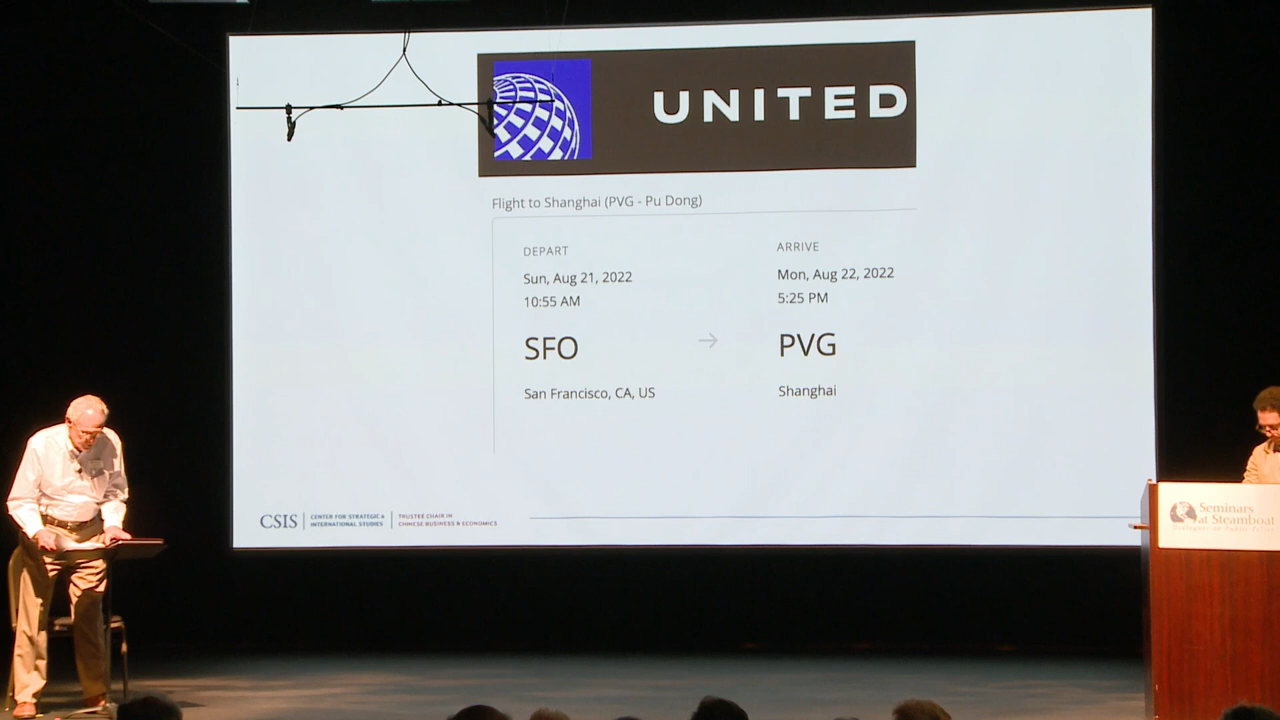 UNITED
Flight to Shanghai (PVG - Pu Dong)
DEPART
Sun, Aug 21, 2022
10:55 AM
SFO
San Francisco, CA, US
ARRIVE
Mon, Aug 22, 2022
5:25 PM
PVG
Shanghai
CSIS
CENTER FOR STRATEGIC &
INTERNATIONAL STUDIES
TRUSTEE CHAIR IN
CHINESE BUSINESS & ECONOMICS
Seminars
at Steamboat